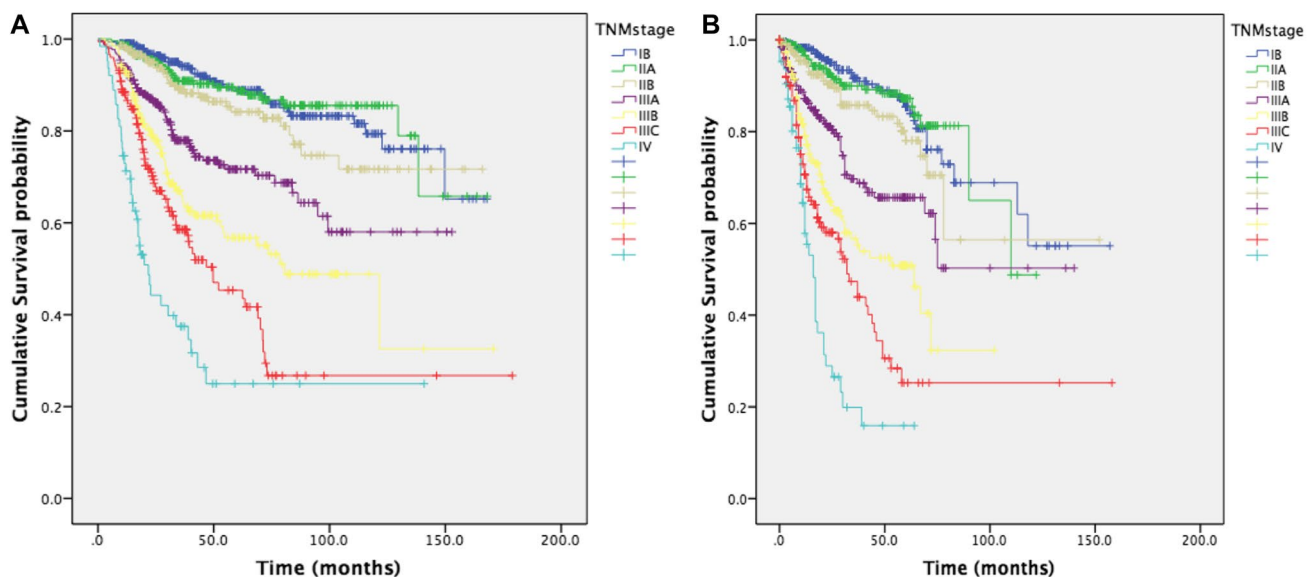 A
TNMstage
IB
IIA
IIB
IIIA
IIIB
IIIC
IV
1.0
0.8
0.6
0.4
0.2
0.0
Cumulative Survival probability
.0 50.0 100.0 150.0 200.0
Time (months)
B
TNMstage
IB
IIA
IIB
IIIA
IIIB
IIIC
IV
1.0
0.8
0.6
0.4
0.2
0.0
Cumulative Survival probability
.0 50.0 100.0 150.0 200.0
Time (months)